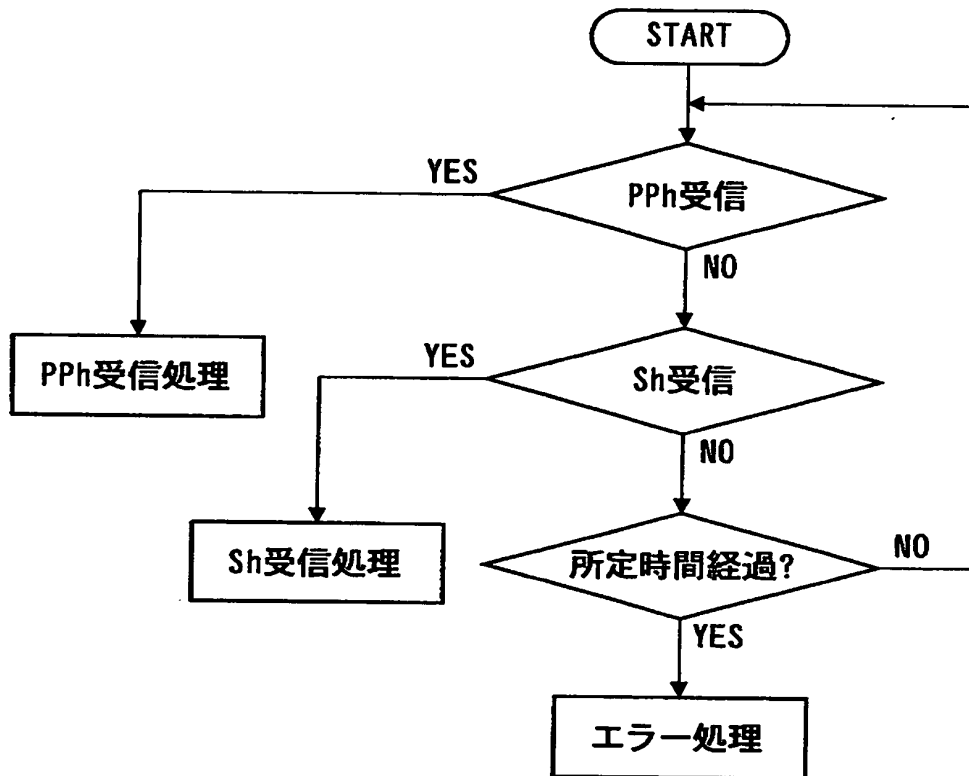 START
YES
PPh受信
NO
PPh受信処理
YES
Sh受信
NO
Sh受信処理
所定時間経過?
NO
YES
エラー処理